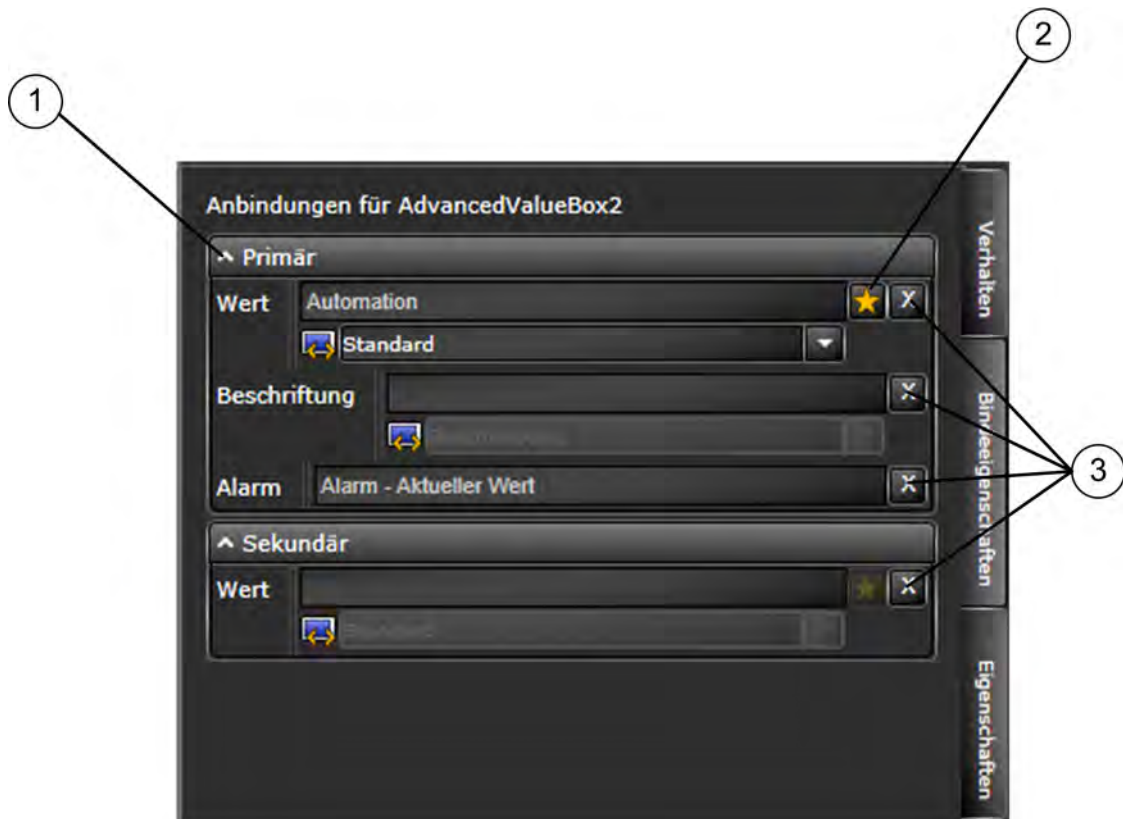 2
1
Anbindungen für AdvancedValueBox2
Primär
Wert
Automation
X
Standard
Beschriftung
X
Alarm
Alarm - Aktueller Wert
X
3
Sekundär
Wert
X
Verhalten
Bindeeigenschaften
Eigenschaften